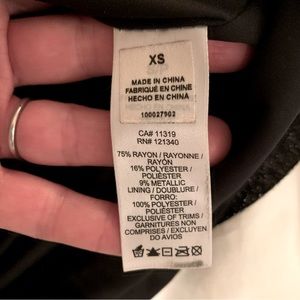 XS
MADE IN CHINA
FABRIQUÉ EN CHINE
HECHO EN CHINA
100027902
CA# 11319
RN# 121340
75% RAYON / RAYONNE /
RAYÓN
16% POLYESTER /
POLIÉSTER
9% METALLIC
LINING / DOUBLURE /
FORRO:
100% POLYESTER /
POLIÉSTER
EXCLUSIVE OF TRIMS /
GARNITURES NON
COMPRISES / EXCLUYEN
DO AVIOS